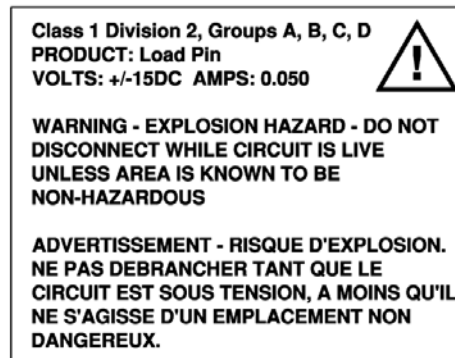 Class 1 Division 2, Groups A, B, C, D
PRODUCT: Load Pin
VOLTS: +/-15DC AMPS: 0.050
WARNING - EXPLOSION HAZARD - DO NOT
DISCONNECT WHILE CIRCUIT IS LIVE
UNLESS AREA IS KNOWN TO BE
NON-HAZARDOUS
ADVERTISSEMENT - RISQUE D'EXPLOSION.
NE PAS DEBRANCHER TANT QUE LE
CIRCUIT EST SOUS TENSION, A MOINS QU'IL
NE S'AGISSE D'UN EMPLACEMENT NON
DANGEREUX.